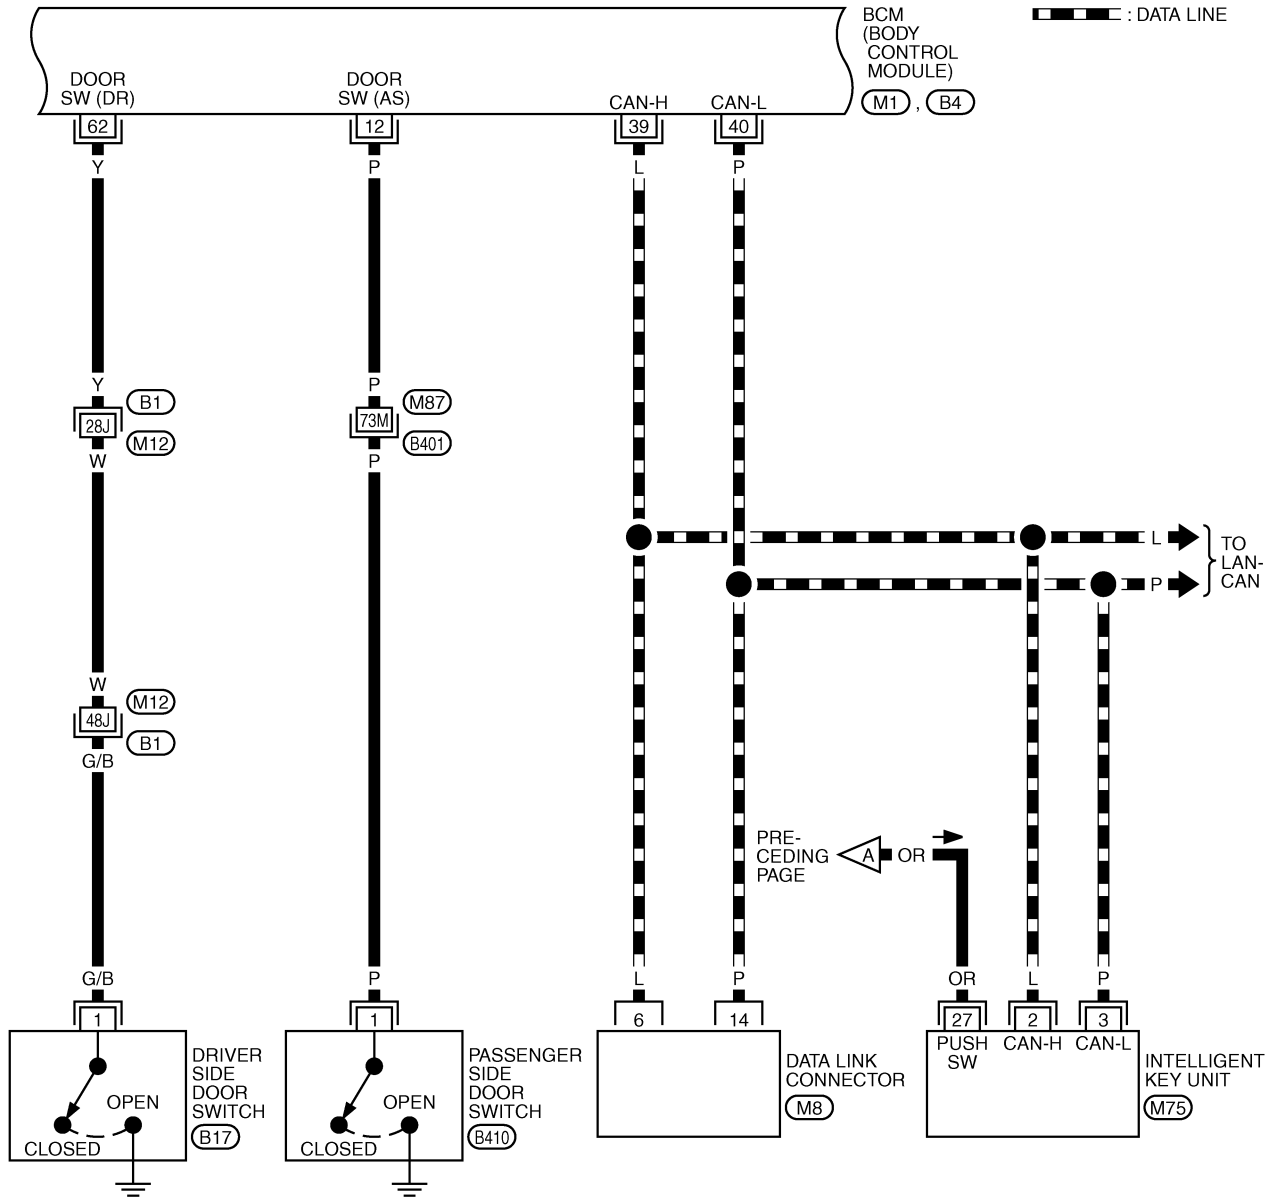 BCM
(BODY
CONTROL
MODULE)
M1 , B4
: DATA LINE
DOOR
SW (DR)
DOOR
SW (AS)
CAN-H
CAN-L
62
12
39
40
Y
P
L
P
Y
P
B1
M87
28J
73M
M12
B401
W
P
L
TO
LAN-
CAN
P
W
M12
48J
B1
G/B
PRE-
CEDING
PAGE
A
OR
G/B
P
L
P
OR
L
P
1
1
6
14
27
2
3
PUSH
SW
CAN-H
CAN-L
DRIVER
SIDE
DOOR
SWITCH
B17
OPEN
CLOSED
PASSENGER
SIDE
DOOR
SWITCH
B410
OPEN
CLOSED
DATA LINK
CONNECTOR
M8
INTELLIGENT
KEY UNIT
M75